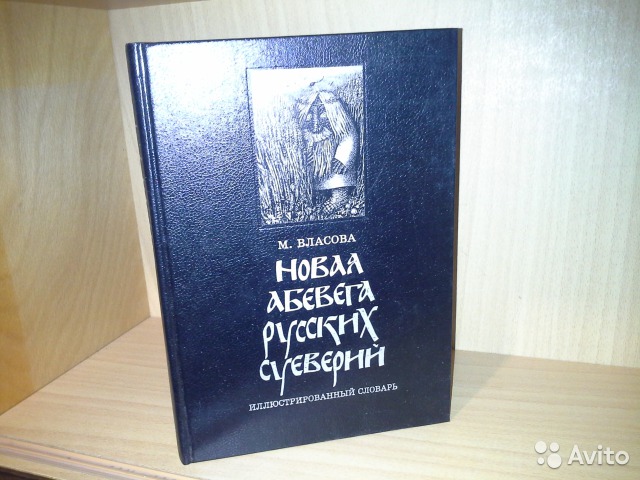 М. ВЛАСОВА
НОВАЯ
АБЕВЕГА
РУССКИХ
СУЕВЕРИЙ
ИЛЛЮСТРИРОВАННЫЙ СЛОВАРЬ
Avito